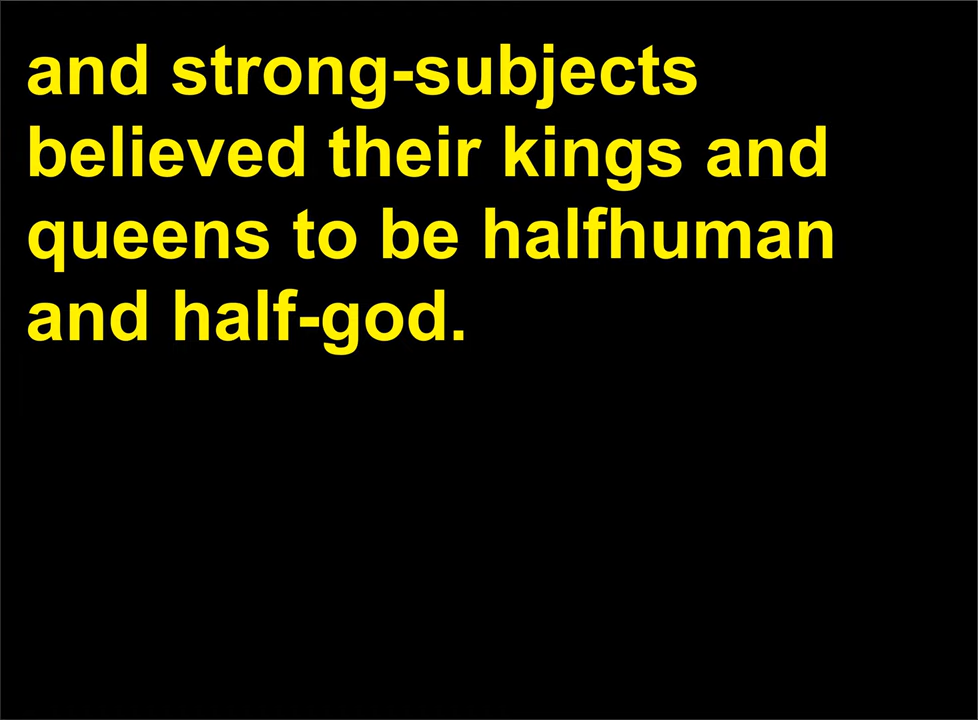 and strong-subjects
believed their kings and
queens to be halfhuman
and half-god.